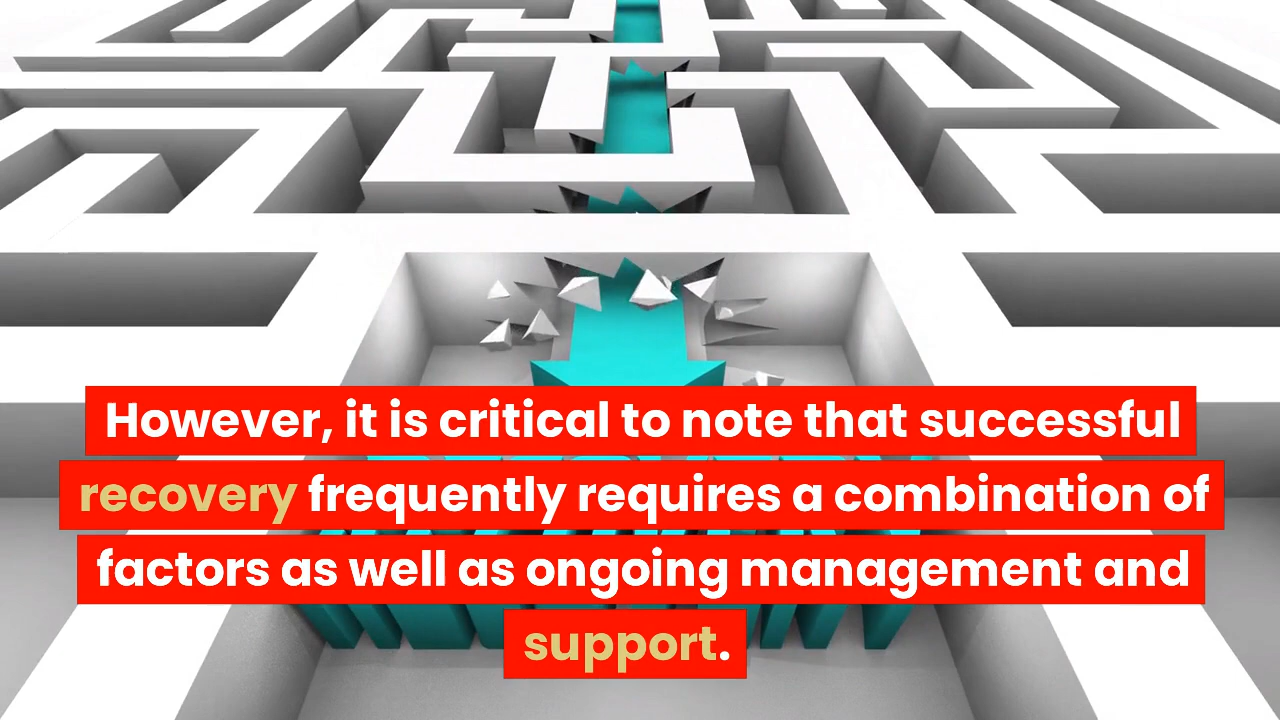 However, it is critical to note that successful
recovery frequently requires a combination of
factors as well as ongoing management and
support.